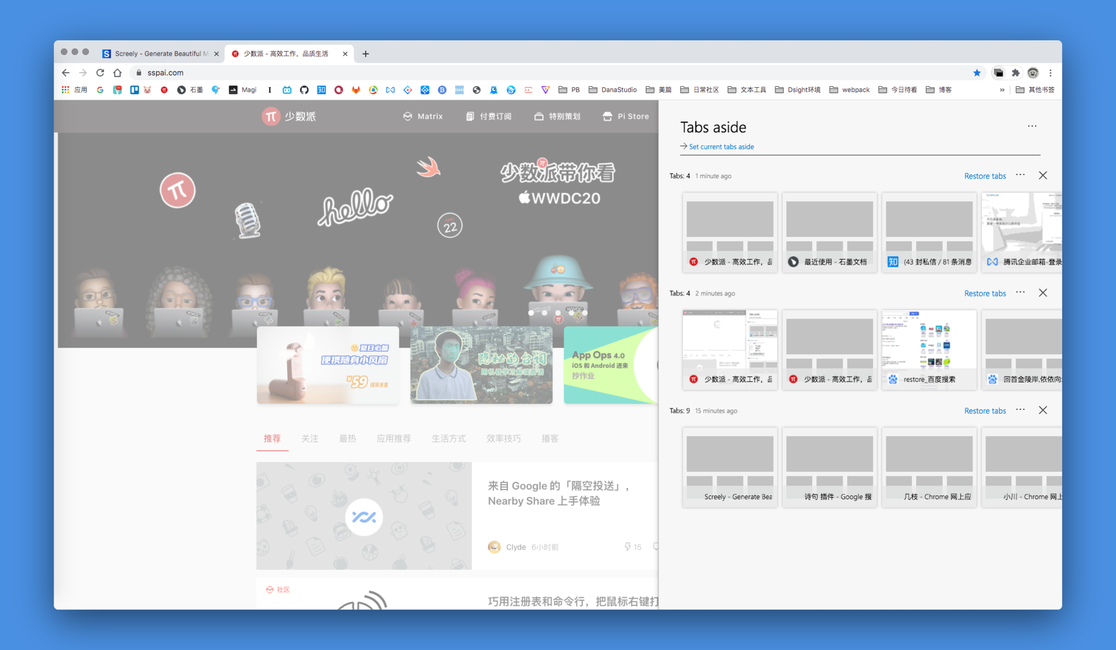 Screely - Generate Beautiful M
少数派 - 高效工作、品质生活
sspai.com
应用
石墨
Magi
PB
DanaStudio
美篇
日常社区
文本工具
Dsight环境
webpack
今日待看
博客
»
其他书签
少数派
Matrix
付费订阅
特别策划
Pi Store
hello
少数派带你看
WWDC20
22
夏日必备
便携随身小风扇
¥59
App Ops 4.0
iOS 和 Android 进来
抄作业
推荐
关注
最热
应用推荐
生活方式
效率技巧
播客
来自 Google 的「隔空投送」，
Nearby Share 上手体验
Clyde
6小时前
15
社区
巧用注册表和命令行，把鼠标右键打
Tabs aside
Set current tabs aside
Tabs: 4 1 minute ago
Restore tabs
少数派 - 高效工作，品
最近使用 - 石墨文档
(43 封私信 / 81 条消息
腾讯企业邮箱-登录
Tabs: 4 2 minutes ago
Restore tabs
少数派 - 高效工作，品
少数派 - 高效工作，品
restore_百度搜索
回首金陵岸,依依向
Tabs: 9 15 minutes ago
Restore tabs
Screely - Generate Bea
诗句 插件 - Google 搜
几枝 - Chrome 网上应
小川 - Chrome 网上